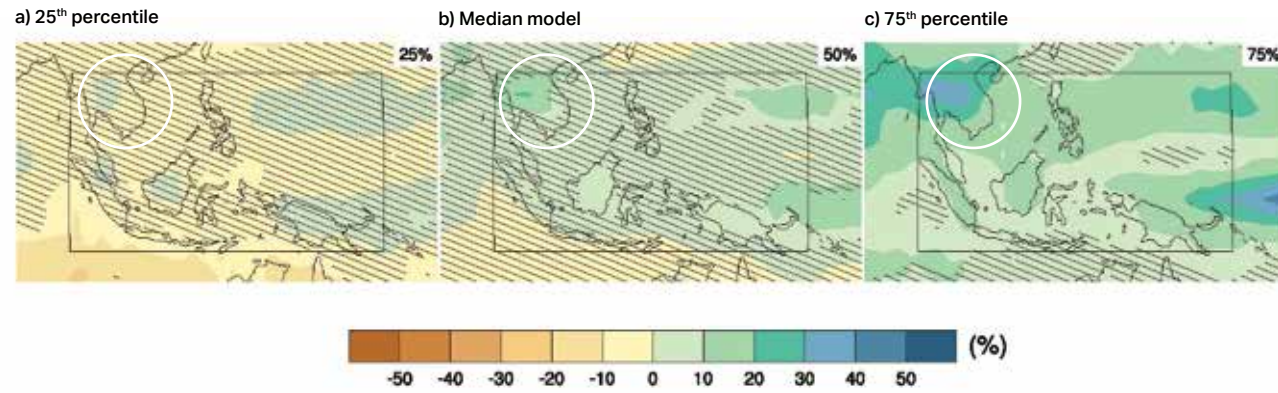 a) 25th percentile
b) Median model
c) 75th percentile
25%
50%
75%
-50 -40 -30 -20 -10 0 10 20 30 40 50
(%)